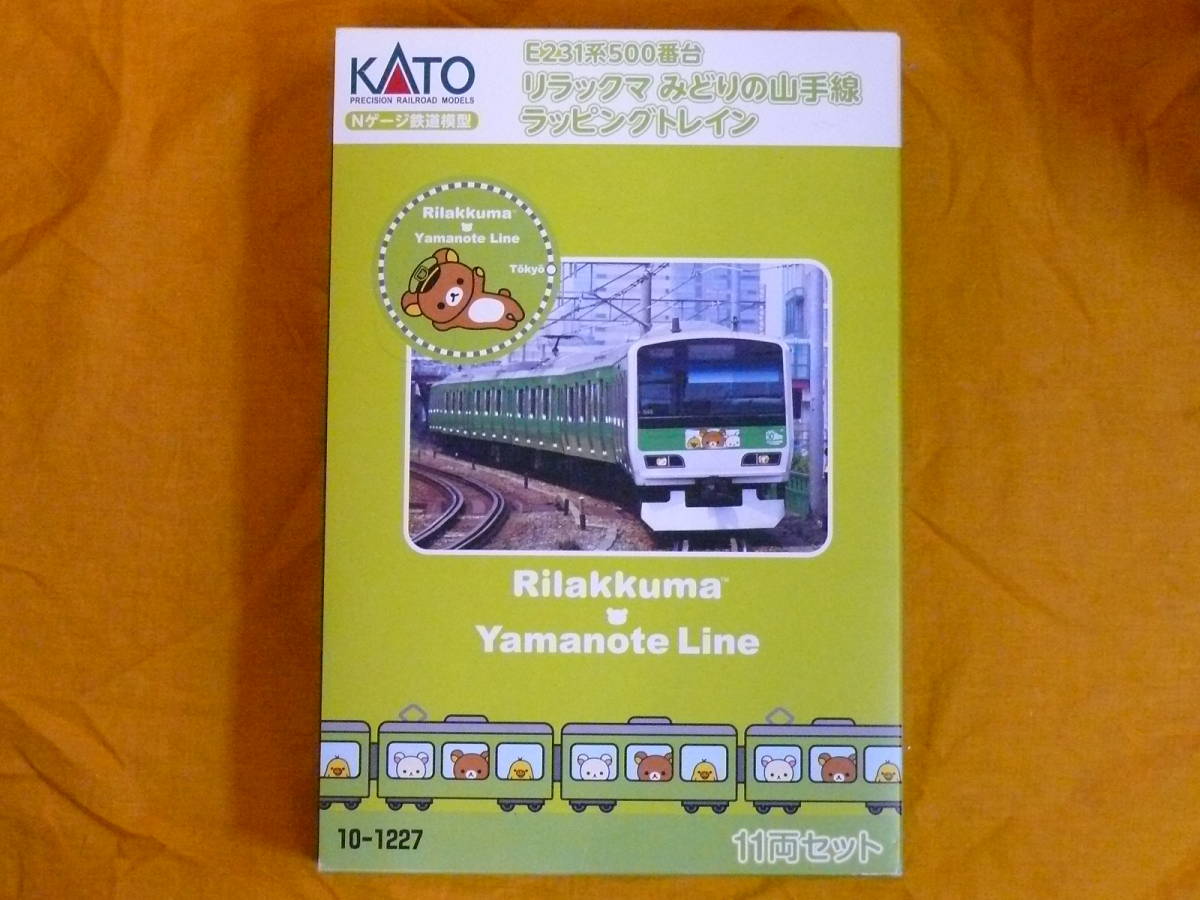 KATO
PRECISION RAILROAD MODELS
Nゲージ鉄道模型
E231系500番台
リラックマ みどりの山手線
ラッピングトレイン
Rilakkuma™
Yamanote Line
Tōkyō
Rilakkuma™
Yamanote Line
10-1227
11両セット